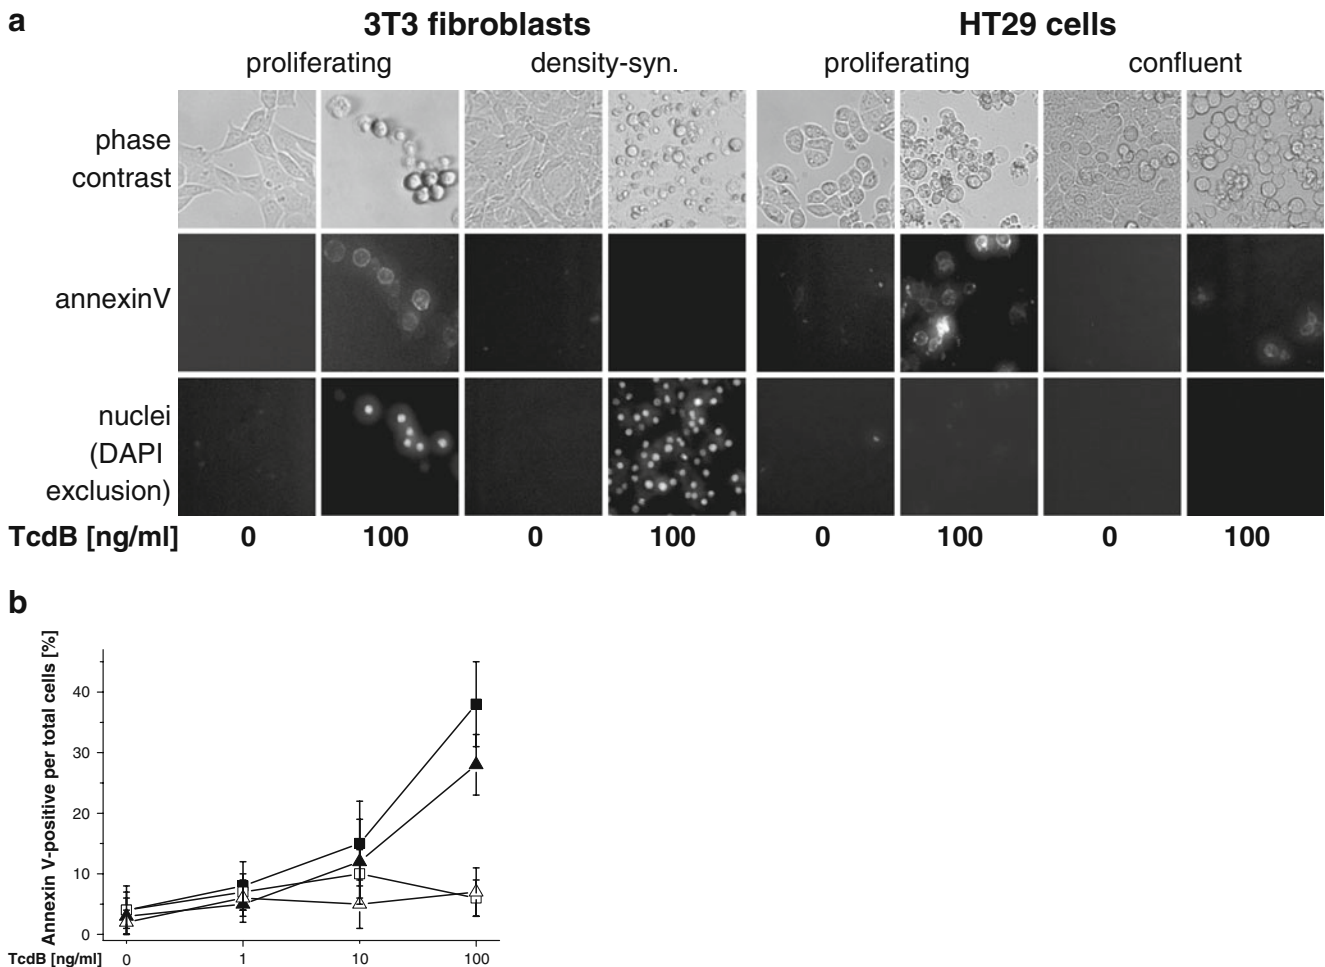 a
3T3 fibroblasts HT29 cells
proliferating density-syn. proliferating confluent
phase
contrast
annexinV
nuclei
(DAPI
exclusion)
TcdB [ng/ml] 0 100 0 100 0 100 0 100
b
Annexin V-positive per total cells [%]
40
30
20
10
0
TcdB [ng/ml] 0 1 10 100